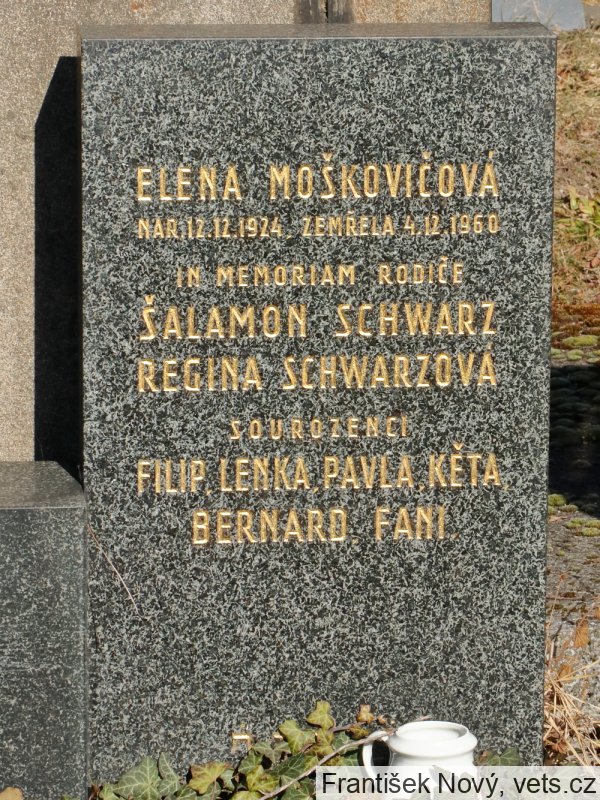 ELENA MOŠKOVIČOVÁ
NAR. 12.12.1924. ZEMŘELA 4.12.1960
IN MEMORIAM RODIČE
ŠALAMON SCHWARZ
REGINA SCHWARZOVÁ
SOUROZENCI
FILIP, LENKA, PAVLA, KĚTA,
BERNARD, FANI
František Nový, vets.cz